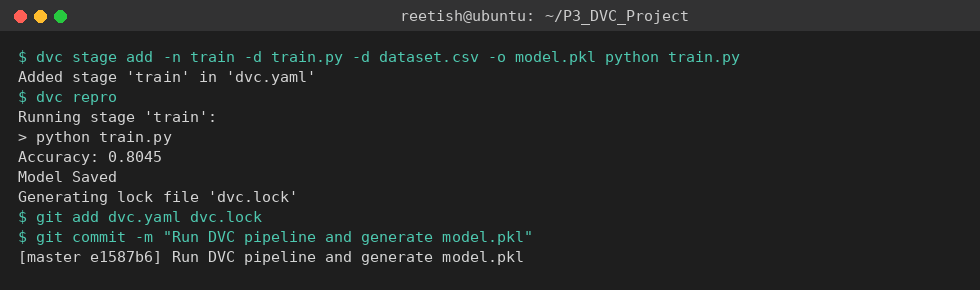 reetish@ubuntu: ~/P3_DVC_Project
$ dvc stage add -n train -d train.py -d dataset.csv -o model.pkl python train.py
Added stage 'train' in 'dvc.yaml'
$ dvc repro
Running stage 'train':
> python train.py
Accuracy: 0.8045
Model Saved
Generating lock file 'dvc.lock'
$ git add dvc.yaml dvc.lock
$ git commit -m "Run DVC pipeline and generate model.pkl"
[master e1587b6] Run DVC pipeline and generate model.pkl